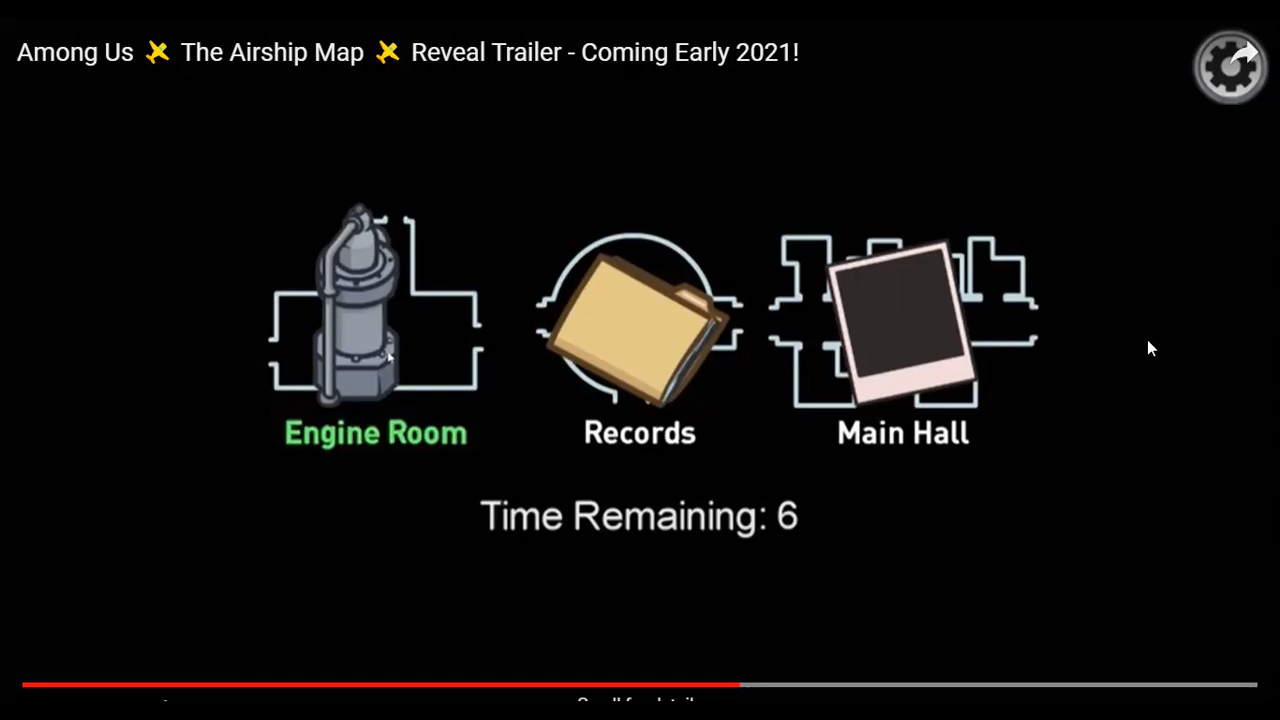 Among Us The Airship Map Reveal Trailer - Coming Early 2021!
Engine Room Records Main Hall
Time Remaining: 6